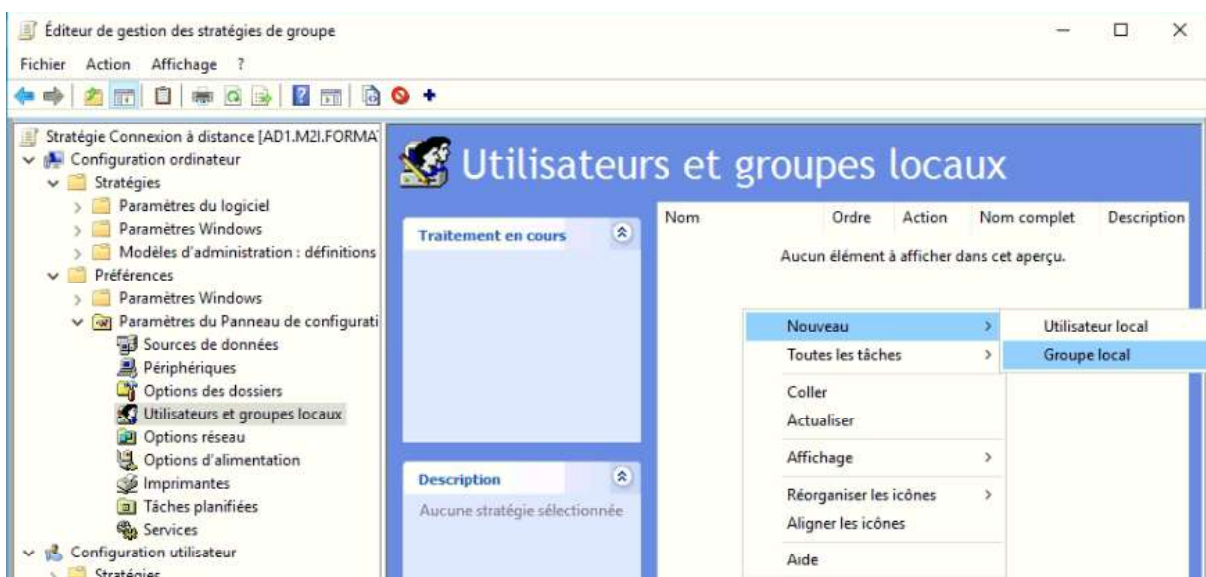 Éditeur de gestion des stratégies de groupe
Fichier Action Affichage ?
Stratégie Connexion à distance [AD1.M2I.FORMA
Configuration ordinateur
Stratégies
Paramètres du logiciel
Paramètres Windows
Modèles d'administration : définitions
Préférences
Paramètres Windows
Paramètres du Panneau de configurati
Sources de données
Périphériques
Options des dossiers
Utilisateurs et groupes locaux
Options réseau
Options d'alimentation
Imprimantes
Tâches planifiées
Services
Configuration utilisateur
Stratégies
Utilisateurs et groupes locaux
Traitement en cours
Description
Aucune stratégie sélectionnée
Nom Ordre Action Nom complet Description
Aucun élément à afficher dans cet aperçu.
Nouveau
Toutes les tâches
Coller
Actualiser
Affichage
Réorganiser les icônes
Aligner les icônes
Aide
Utilisateur local
Groupe local